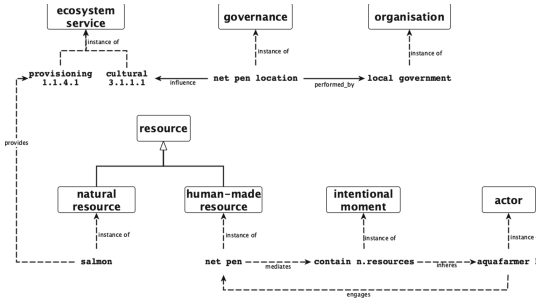 ecosystem
service
governance
organisation
instance of
instance of
instance of
provisioning
1.1.4.1
cultural
3.1.1.1
influence
net pen location
performed_by
local government
provides
resource
natural
resource
human-made
resource
intentional
moment
actor
instance of
instance of
instance of
instance
salmon
net pen
mediates
contain n.resources
inheres
aquafarmer
engages